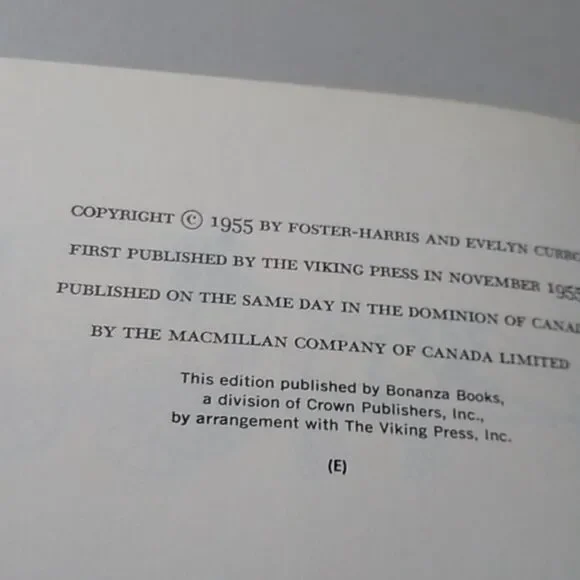 COPYRIGHT © 1955 BY FOSTER-HARRIS AND EVELYN
FIRST PUBLISHED BY THE VIKING PRESS IN NOVEMBER 1955
PUBLISHED ON THE SAME DAY IN THE DOMINION OF
BY THE MACMILLAN COMPANY OF CANADA LIMITED
This edition published by Bonanza Books,
a division of Crown Publishers, Inc.,
by arrangement with The Viking Press, Inc.
(E)